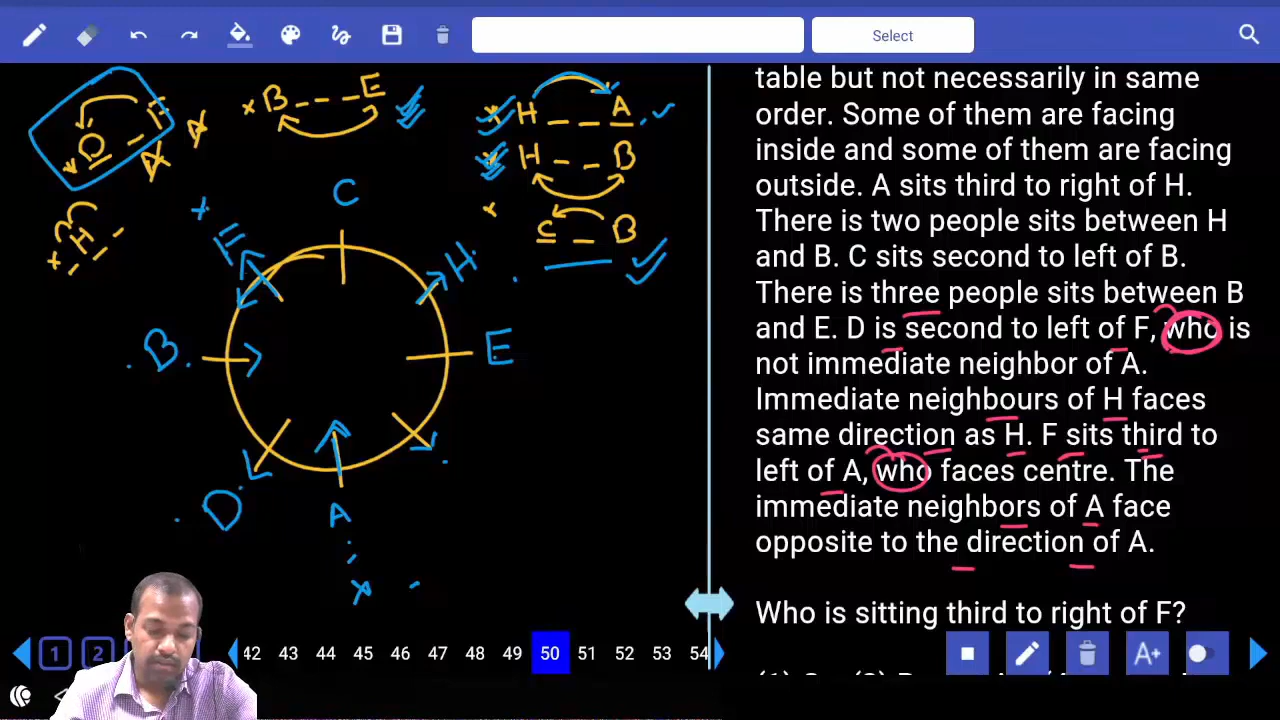 Select
table but not necessarily in same
order. Some of them are facing
inside and some of them are facing
outside. A sits third to right of H.
There is two people sits between H
and B. C sits second to left of B.
There is three people sits between B
and E. D is second to left of F, who is
not immediate neighbor of A.
Immediate neighbours of H faces
same direction as H. F sits third to
left of A, who faces centre. The
immediate neighbors of A face
opposite to the direction of A.
Who is sitting third to right of F?
D _ F
H
B _ _ _ E
H _ _ A
H _ _ B
C _ B
C
F
H
B
E
D
A
1 2
42 43 44 45 46 47 48 49 50 51 52 53 54
A+